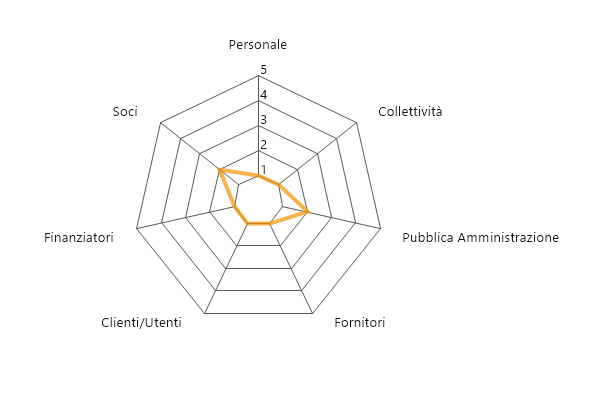 Personale
5
4
3
2
1
Soci
Collettività
Finanziatori
Pubblica Amministrazione
Clienti/Utenti
Fornitori